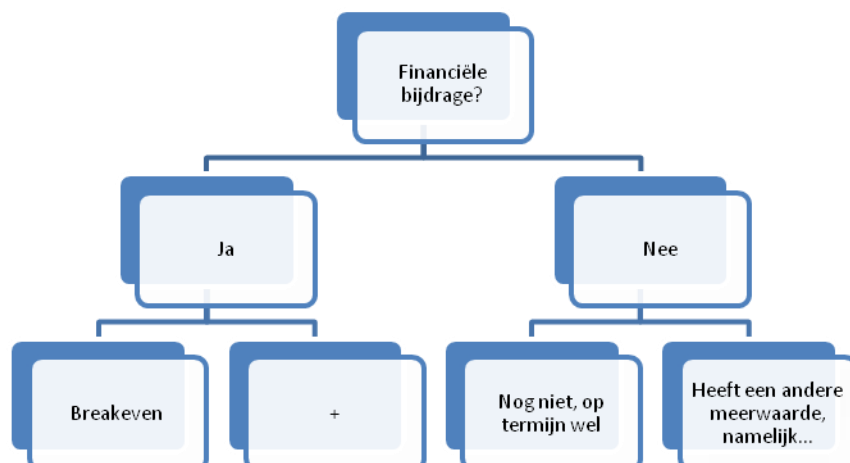 Financiële
bijdrage?
Ja
Nee
Breakeven
+
Nog niet, op
termijn wel
Heeft een andere
meerwaarde,
namelijk...